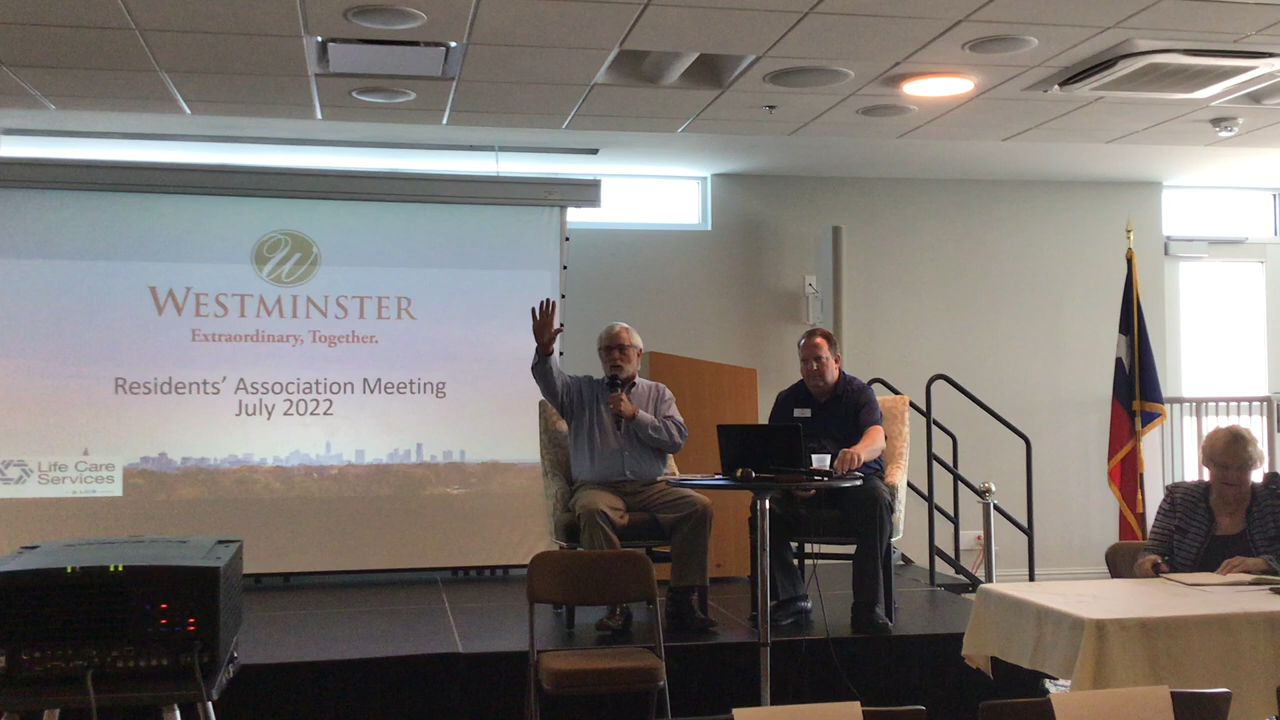 W
WESTMINSTER
Extraordinary, Together.
Residents' Association Meeting
July 2022
Life Care
Services